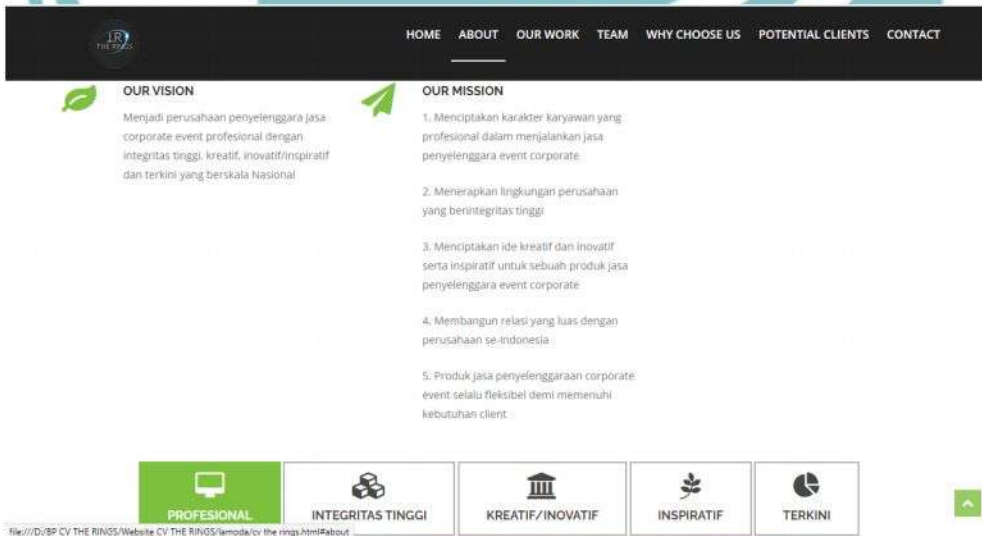 THE RINGS
HOME ABOUT OUR WORK TEAM WHY CHOOSE US POTENTIAL CLIENTS CONTACT
OUR VISION
Menjadi perusahaan penyelenggara jasa
corporate event profesional dengan
integritas tinggi, kreatif, inovatif/inspiratif
dan terkini yang berskala Nasional
OUR MISSION
1. Menciptakan karakter karyawan yang
profesional dalam menjalankan jasa
penyelenggara event corporate
2. Menerapkan lingkungan perusahaan
yang berintegritas tinggi
3. Menciptakan ide kreatif dan inovatif
serta inspiratif untuk sebuah produk jasa
penyelenggara event corporate
4. Membangun relasi yang luas dengan
perusahaan se-Indonesia
5. Produk jasa penyelenggaraan corporate
event selalu fleksibel demi memenuhi
kebutuhan client
PROFESIONAL
INTEGRITAS TINGGI
KREATIF/INOVATIF
INSPIRATIF
TERKINI
file:///D:/BP CV THE RINGS/Website CV THE RINGS/lamoda/cv the rings.html#about